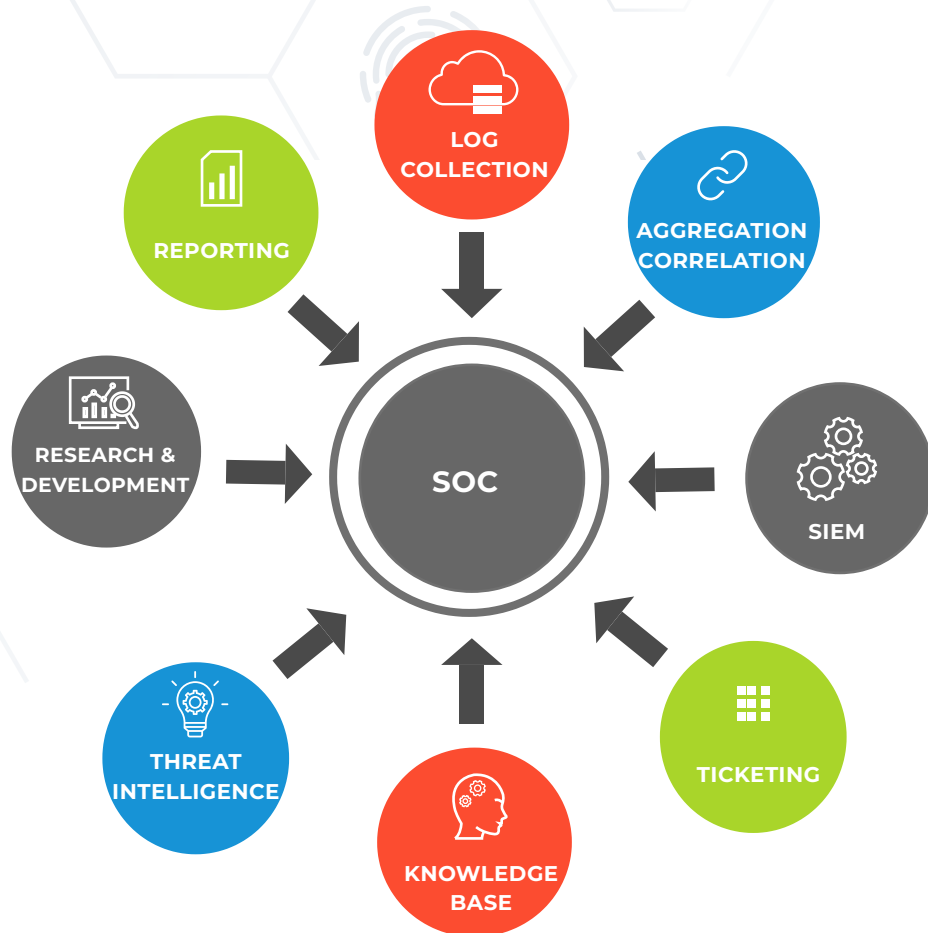 LOG
COLLECTION
REPORTING
AGGREGATION
CORRELATION
RESEARCH &
DEVELOPMENT
SOC
SIEM
THREAT
INTELLIGENCE
TICKETING
KNOWLEDGE
BASE